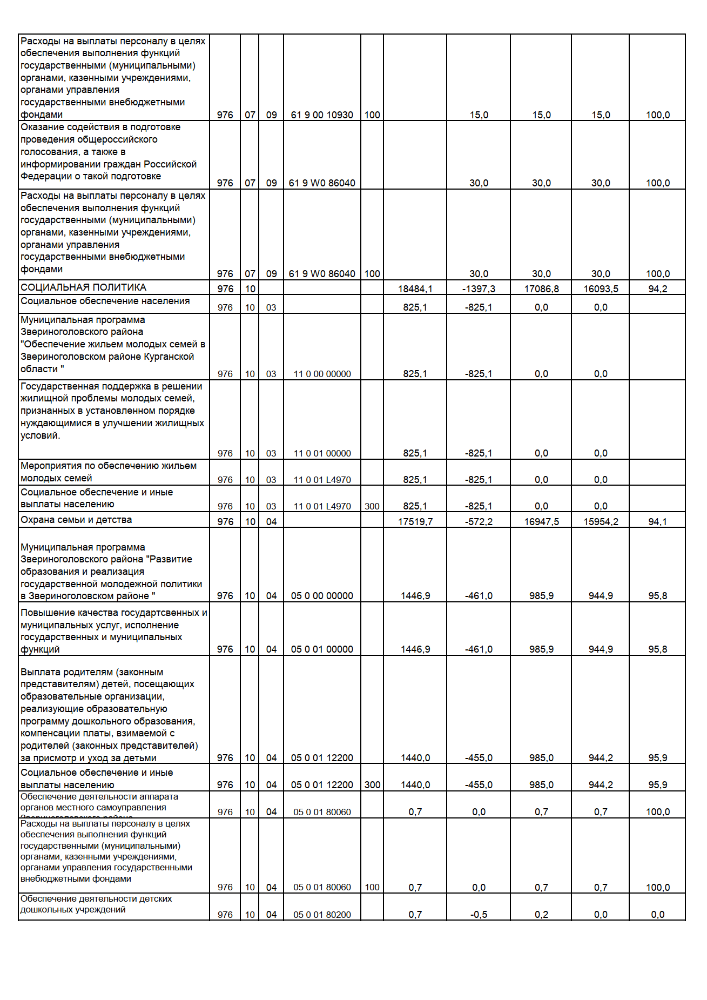 Расходы на выплаты персоналу в целях
обеспечения выполнения функций
государственными (муниципальными)
органами, казенными учреждениями,
органами управления
государственными внебюджетными
фондами 976 07 09 61 9 00 10930 100 15,0 15,0 15,0 100,0
Оказание содействия в подготовке
проведения общероссийского
голосования, а также в
информировании граждан Российской
Федерации о такой подготовке 976 07 09 61 9 W0 86040 30,0 30,0 30,0 100,0
Расходы на выплаты персоналу в целях
обеспечения выполнения функций
государственными (муниципальными)
органами, казенными учреждениями,
органами управления
государственными внебюджетными
фондами 976 07 09 61 9 W0 86040 100 30,0 30,0 30,0 100,0
СОЦИАЛЬНАЯ ПОЛИТИКА 976 10 18484,1 -1397,3 17086,8 16093,5 94,2
Социальное обеспечение населения 976 10 03 825,1 -825,1 0,0 0,0
Муниципальная программа
Звериноголовского района
"Обеспечение жильем молодых семей в
Звериноголовском районе Курганской
области " 976 10 03 11 0 00 00000 825,1 -825,1 0,0 0,0
Государственная поддержка в решении
жилищной проблемы молодых семей,
признанных в установленном порядке
нуждающимися в улучшении жилищных
условий.
976 10 03 11 0 01 00000 825,1 -825,1 0,0 0,0
Мероприятия по обеспечению жильем
молодых семей 976 10 03 11 0 01 L4970 825,1 -825,1 0,0 0,0
Социальное обеспечение и иные
выплаты населению 976 10 03 11 0 01 L4970 300 825,1 -825,1 0,0 0,0
Охрана семьи и детства 976 10 04 17519,7 -572,2 16947,5 15954,2 94,1
Муниципальная программа
Звериноголовского района "Развитие
образования и реализация
государственной молодежной политики
в Звериноголовском районе " 976 10 04 05 0 00 00000 1446,9 -461,0 985,9 944,9 95,8
Повышение качества государтсвенных и
муниципальных услуг, исполнение
государственных и муниципальных
функций 976 10 04 05 0 01 00000 1446,9 -461,0 985,9 944,9 95,8
Выплата родителям (законным
представителям) детей, посещающих
образовательные организации,
реализующие образовательную
программу дошкольного образования,
компенсации платы, взимаемой с
родителей (законных представителей)
за присмотр и уход за детьми 976 10 04 05 0 01 12200 1440,0 -455,0 985,0 944,2 95,9
Социальное обеспечение и иные
выплаты населению 976 10 04 05 0 01 12200 300 1440,0 -455,0 985,0 944,2 95,9
Обеспечение деятельности аппарата
органов местного самоуправления 976 10 04 05 0 01 80060 0,7 0,0 0,7 0,7 100,0
Расходы на выплаты персоналу в целях
обеспечения выполнения функций
государственными (муниципальными)
органами, казенными учреждениями,
органами управления государственными
внебюджетными фондами
976 10 04 05 0 01 80060 100 0,7 0,0 0,7 0,7 100,0
Обеспечение деятельности детских
дошкольных учреждений 976 10 04 05 0 01 80200 0,7 -0,5 0,2 0,0 0,0